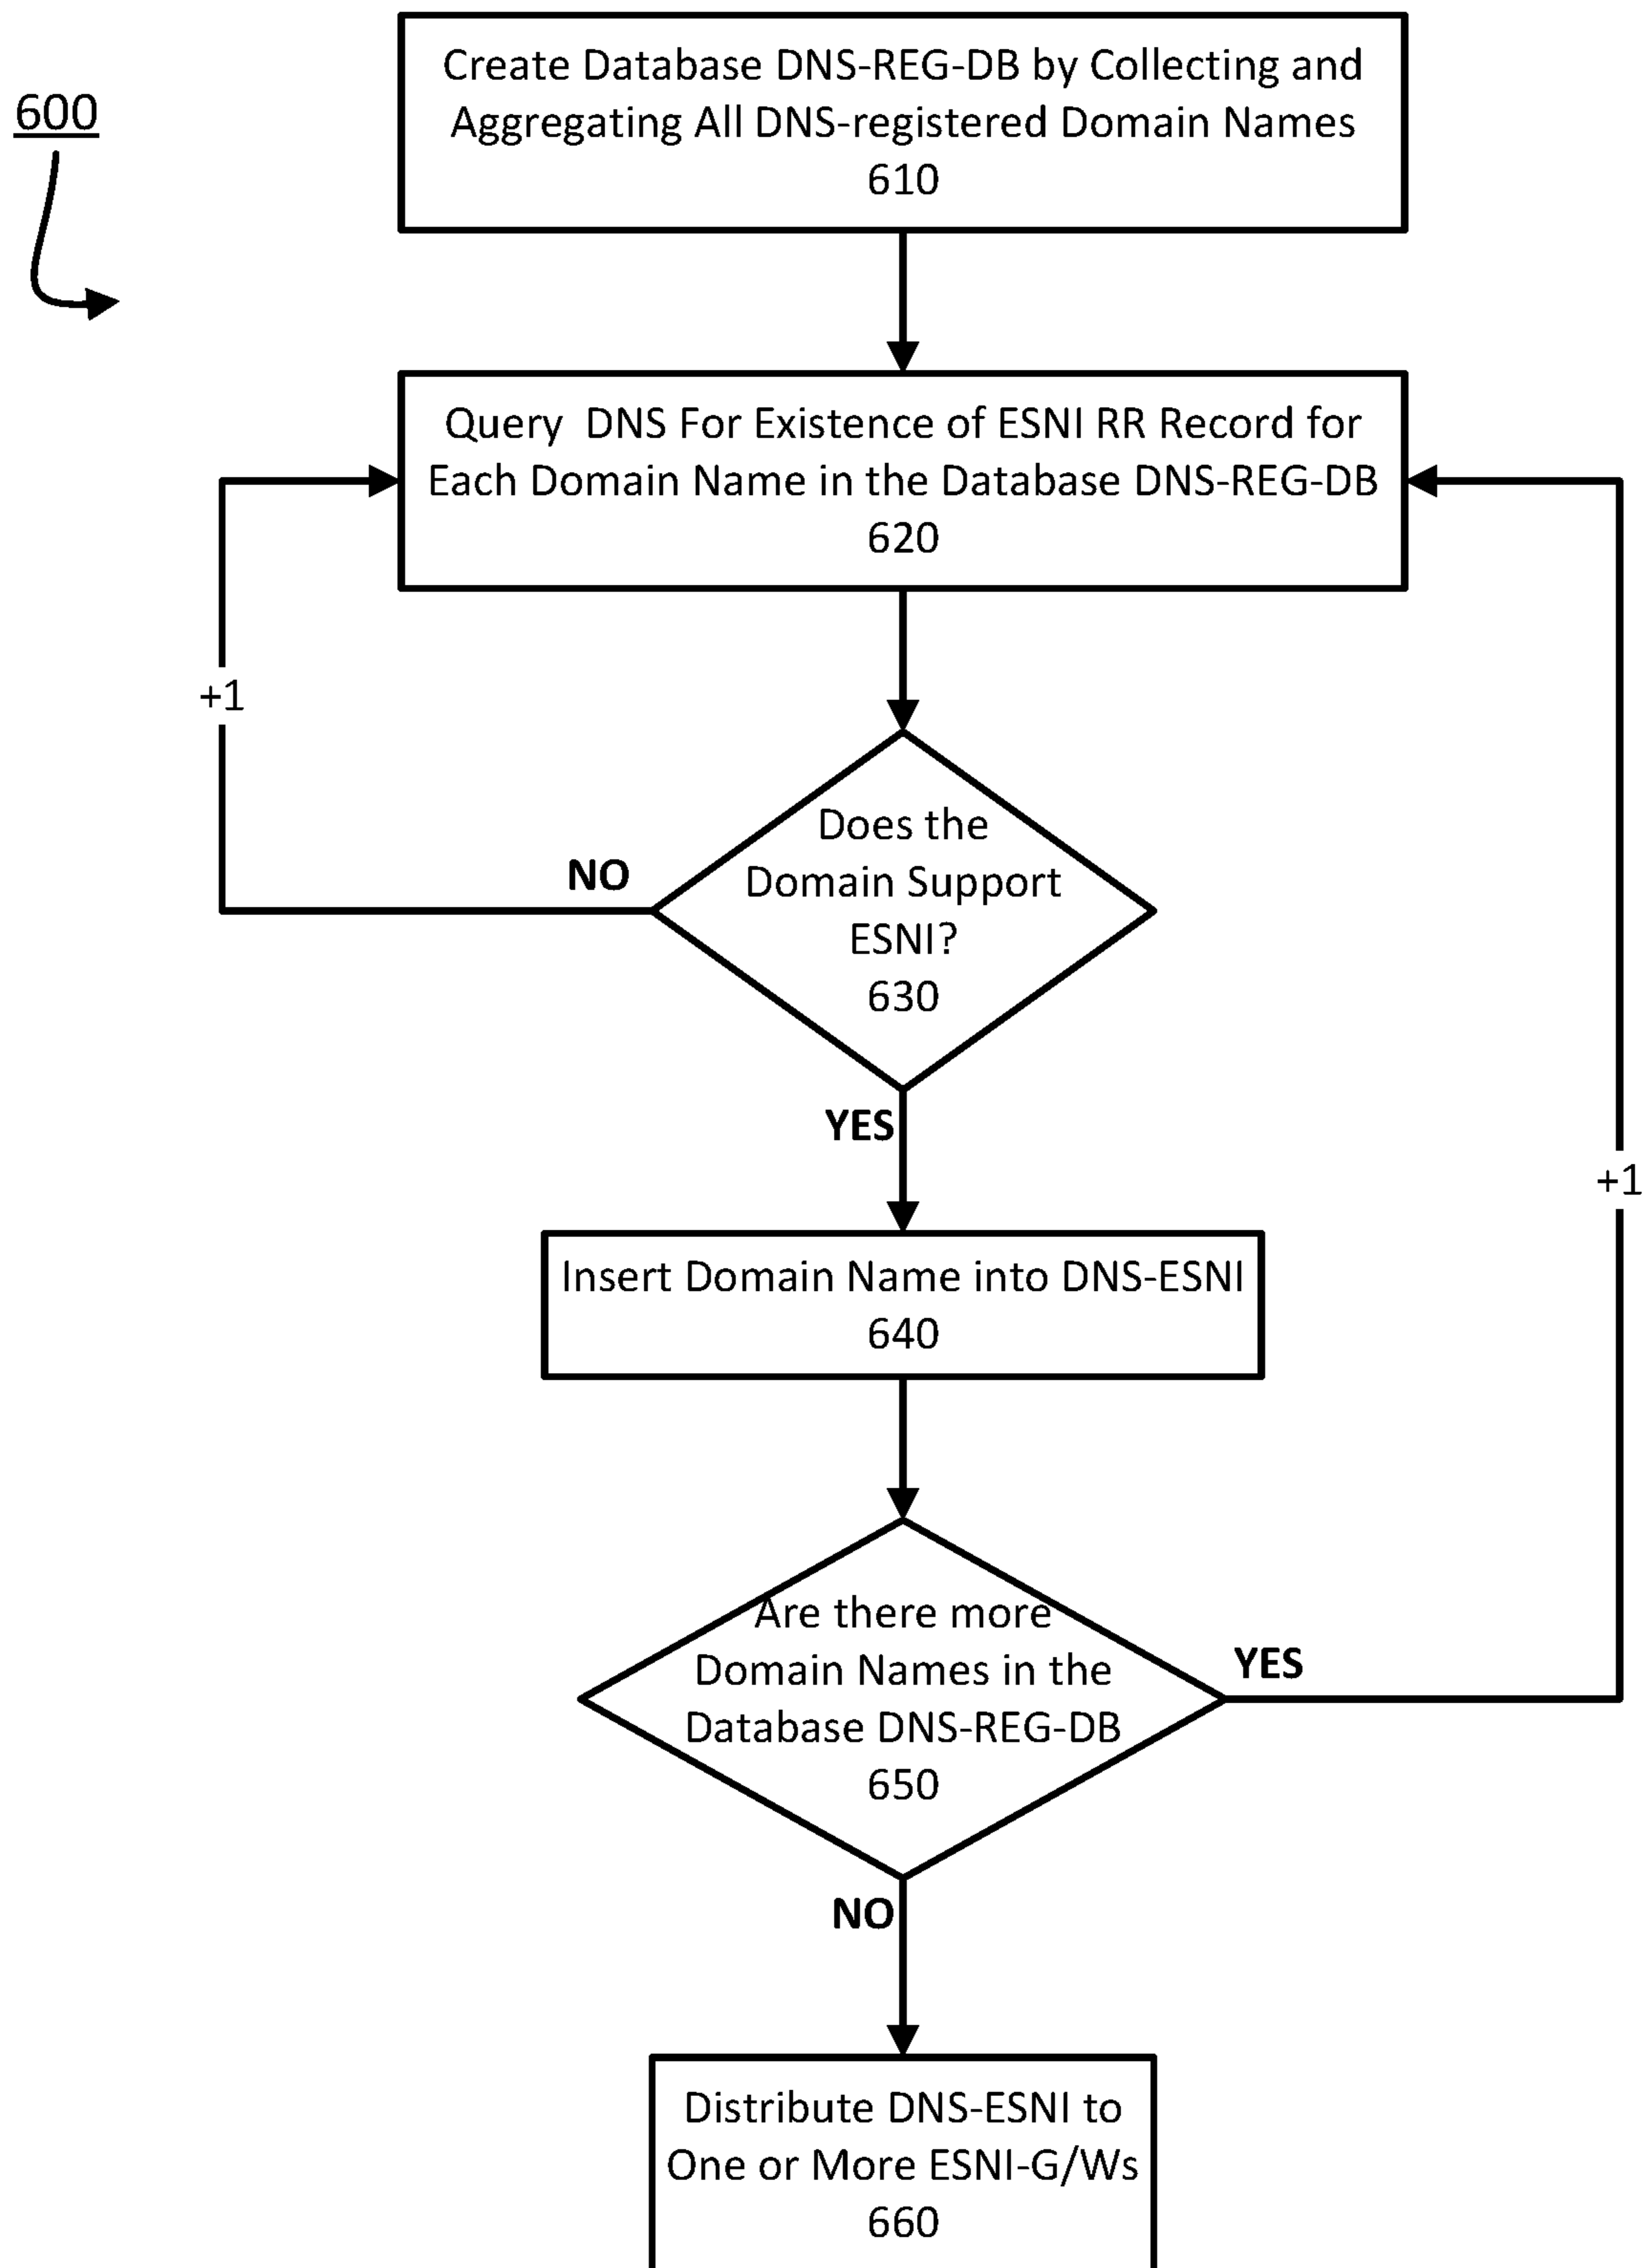 600
Create Database DNS-REG-DB by Collecting and
Aggregating All DNS-registered Domain Names
610
Query  DNS For Existence of ESNI RR Record for
Each Domain Name in the Database DNS-REG-DB
620
+1
Does the
Domain Support
ESNI?
630
NO
YES
+1
Insert Domain Name into DNS-ESNI
640
Are there more
Domain Names in the
Database DNS-REG-DB
650
YES
NO
Distribute DNS-ESNI to
One or More ESNI-G/Ws
660